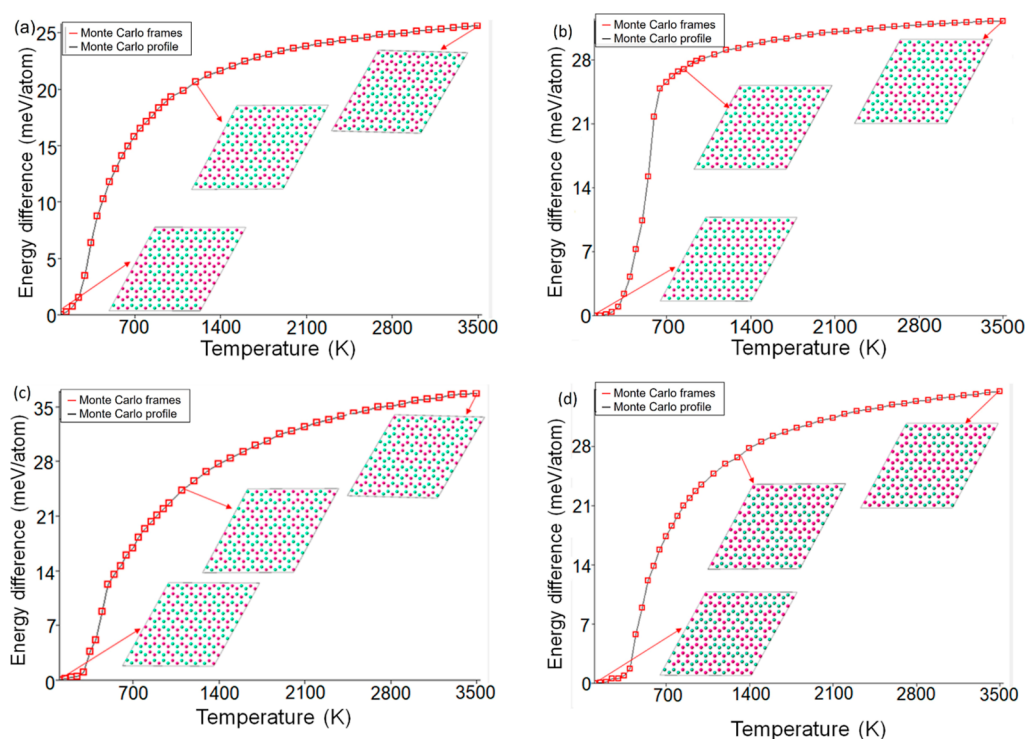 (a)
Monte Carlo frames
Monte Carlo profile
Energy difference (meV/atom)
25
20
15
10
5
0
700 1400 2100 2800 3500
Temperature (K)
(b)
Monte Carlo frames
Monte Carlo profile
Energy difference (meV/atom)
28
21
14
7
0
700 1400 2100 2800 3500
Temperature (K)
(c)
Monte Carlo frames
Monte Carlo profile
Energy difference (meV/atom)
35
28
21
14
7
0
700 1400 2100 2800 3500
Temperature (K)
(d)
Monte Carlo frames
Monte Carlo profile
Energy difference (meV/atom)
28
21
14
7
0
700 1400 2100 2800 3500
Temperature (K)